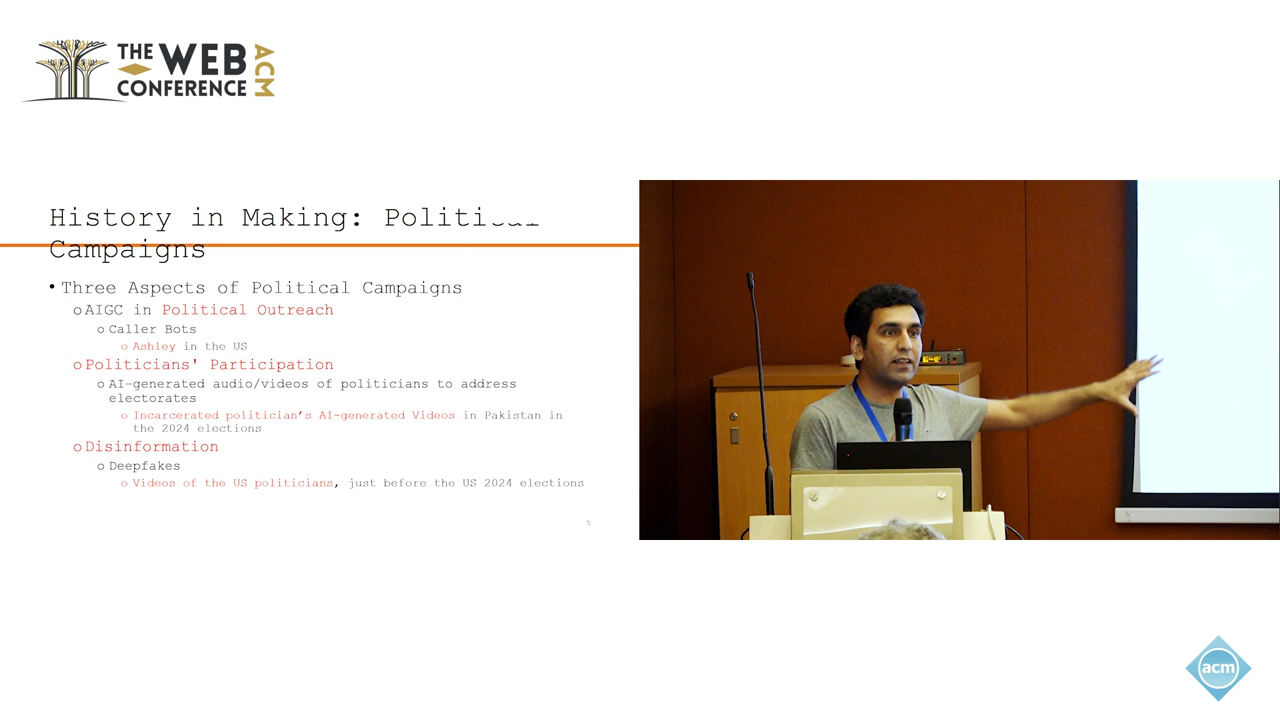 THE WEB
CONFERENCE
ACM
History in Making: Political
Campaigns
• Three Aspects of Political Campaigns
o AIGC in Political Outreach
o Caller Bots
o Ashley in the US
o Politicians' Participation
o AI-generated audio/videos of politicians to address
electorates
o Incarcerated politician’s AI-generated Videos in Pakistan in
the 2024 elections
o Disinformation
o Deepfakes
o Videos of the US politicians, just before the US 2024 elections
5
acm